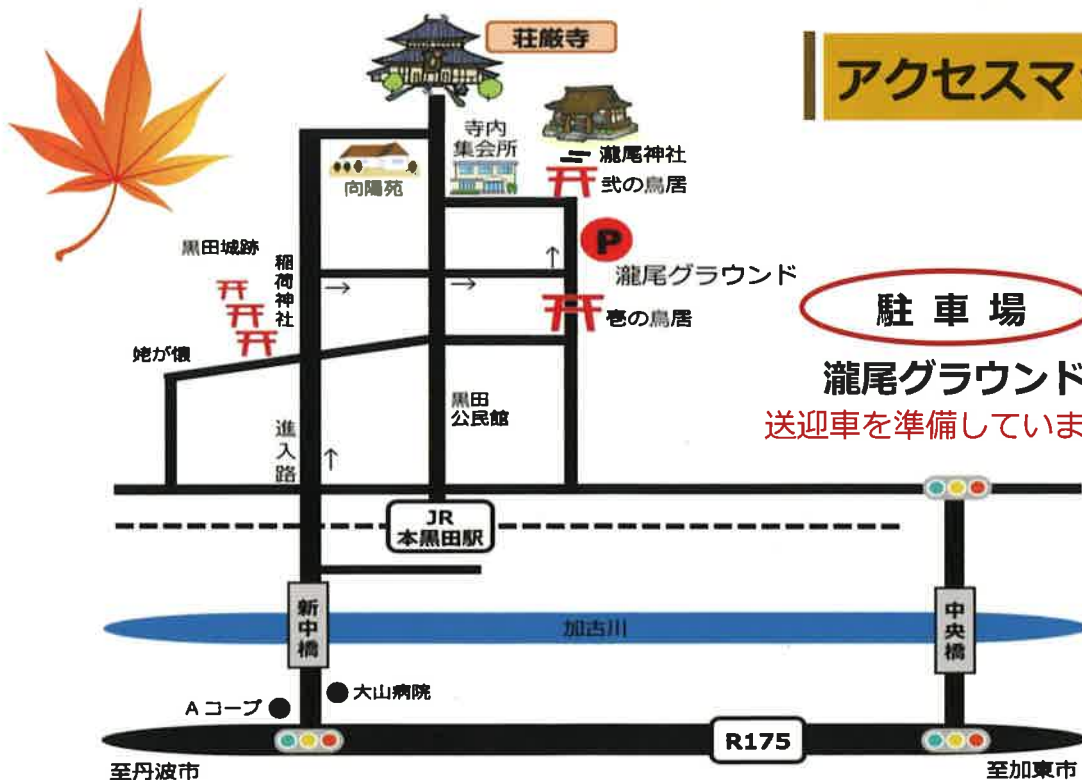 荘厳寺
アクセスマ
寺内
集会所
瀧尾神社
弐の鳥居
向陽苑
P
瀧尾グラウンド
黒田城跡
稲荷神社
↑
→
→
壱の鳥居
駐車場
姥が懐
瀧尾グラウンド
黒田
公民館
送迎車を準備していま
進入路
↑
JR
本黒田駅
新中橋
加古川
中央橋
大山病院
Aコープ
R175
至丹波市
至加東市